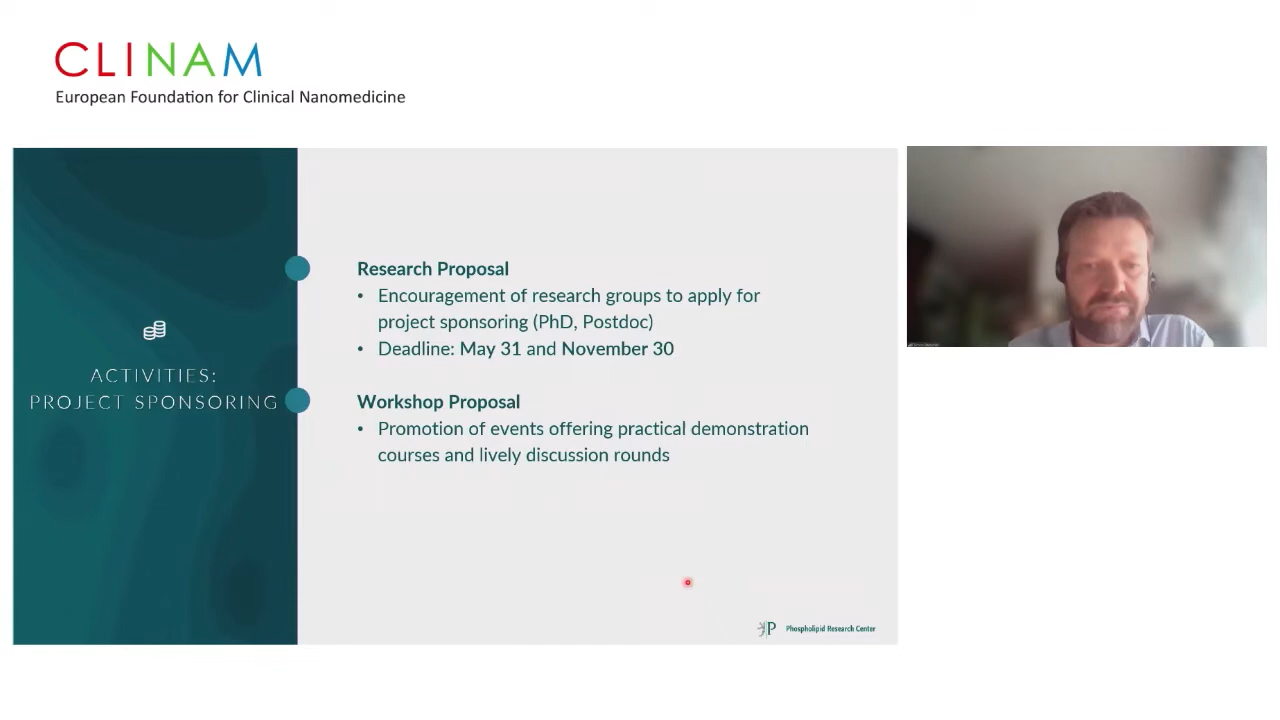 CLINAM
European Foundation for Clinical Nanomedicine
ACTIVITIES:
PROJECT SPONSORING
Research Proposal
• Encouragement of research groups to apply for
project sponsoring (PhD, Postdoc)
• Deadline: May 31 and November 30
Workshop Proposal
• Promotion of events offering practical demonstration
courses and lively discussion rounds
Phospholipid Research Center